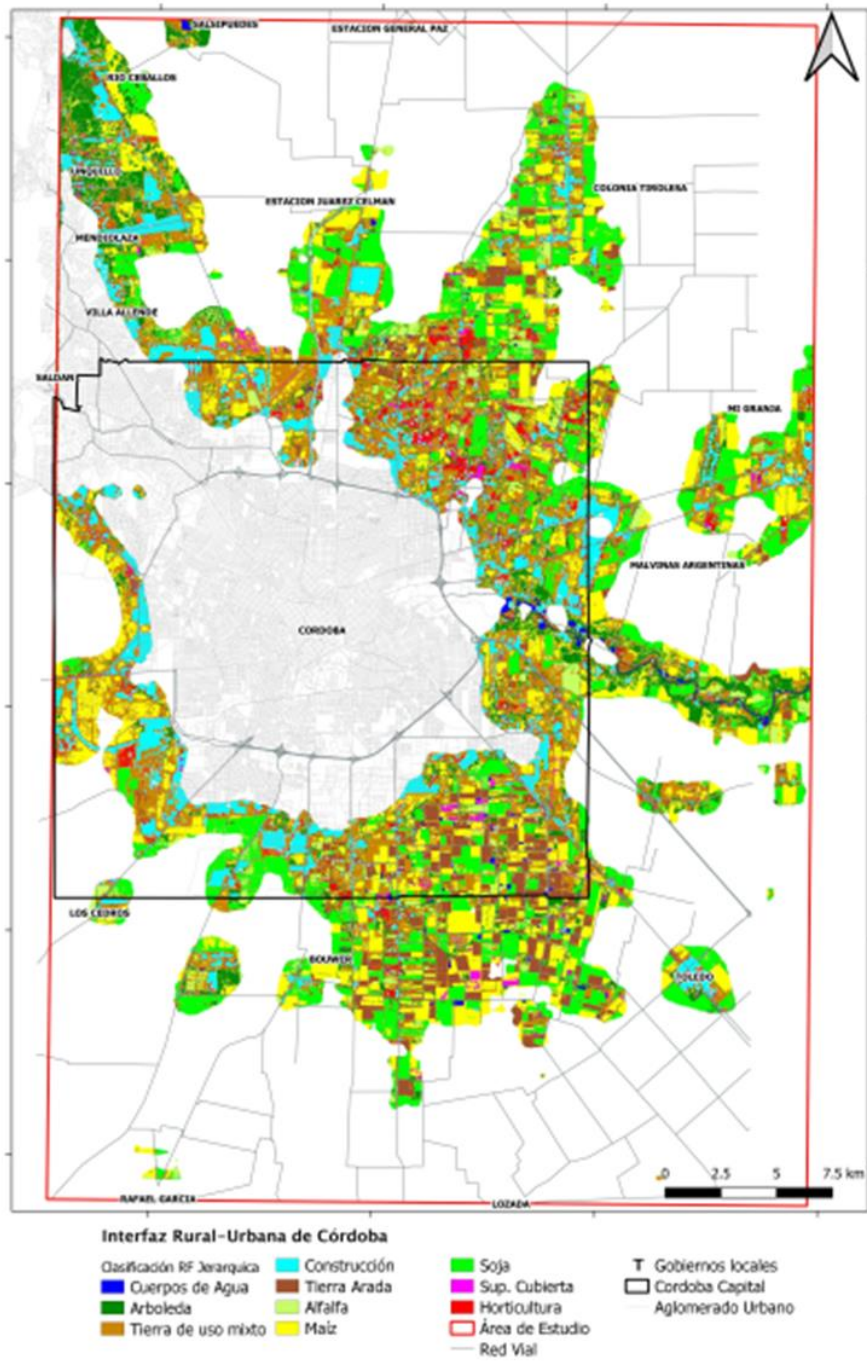 SALSIPUEDES
ESTACION GENERAL PAZ
RIO CEBALLOS
UNQUILLO
COLONIA TIROLESA
ESTACION JUAREZ CELMAN
MENDIOLAZA
VILLA ALLENDE
SALDAN
MI GRANJA
MALVINAS ARGENTINAS
CORDOBA
LOS CEDROS
BOUWER
TOLEDO
0 2.5 5 7.5 km
RAFAEL GARCIA
LOZADA
Interfaz Rural-Urbana de Córdoba
Clasificación RF Jerarquica
Cuerpos de Agua
Arboleda
Tierra de uso mixto
Construcción
Tierra Arada
Alfalfa
Maíz
Soja
Sup. Cubierta
Horticultura
Área de Estudio
Red Vial
T Gobiernos locales
Cordoba Capital
Aglomerado Urbano